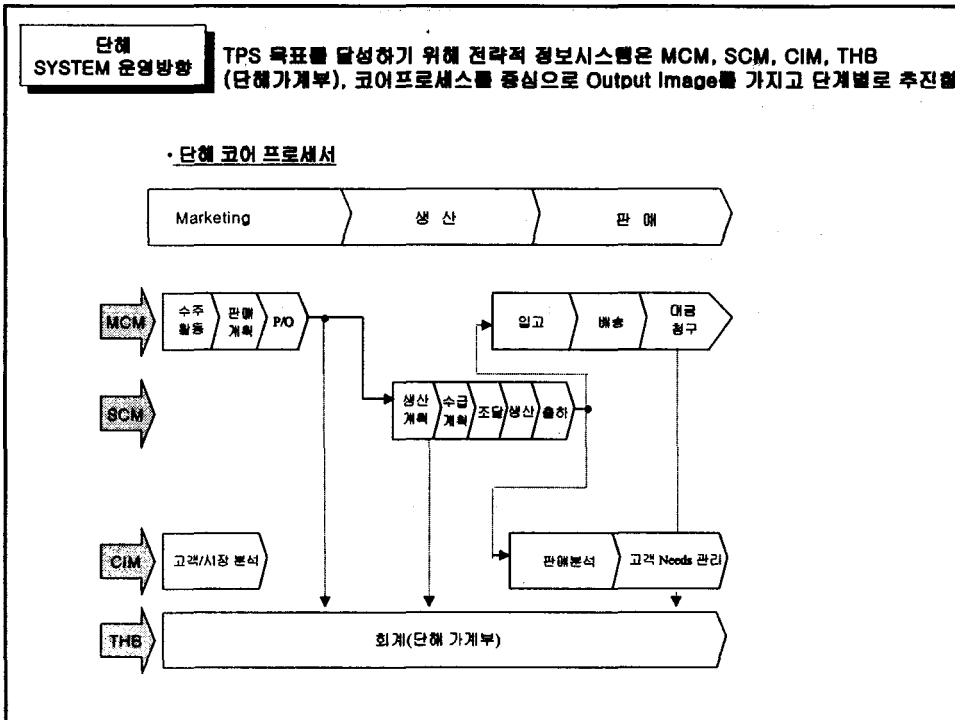 단해
SYSTEM 운영방향
TPS 목표를 달성하기 위해 전략적 정보시스템은 MCM, SCM, CIM, THB
(단해가계부), 코어프로세스를 중심으로 Output Image를 가지고 단계별로 추진함
· 단해 코어 프로세서
Marketing
생 산
판 매
MCM
수주
활동
판매
계획
P/O
입고
배송
대금
청구
SCM
생산
계획
수급
계획
조달
생산
출하
CIM
고객/시장 분석
판매분석
고객 Needs 관리
THB
회계(단해 가계부)